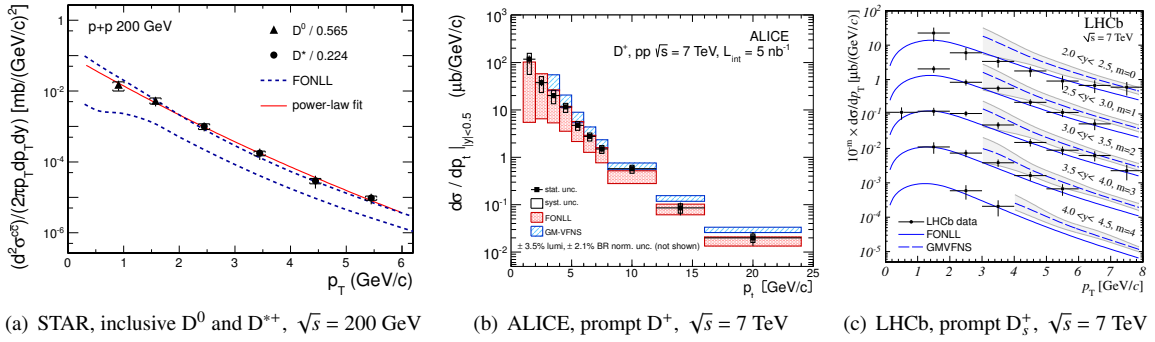 (d²σ^cc̄)/(2πp_T dp_T dy) [mb/(GeV/c)²]
p+p 200 GeV
D⁰ / 0.565
D* / 0.224
FONLL
power-law fit
10⁻²
10⁻⁴
10⁻⁶
0 2 4 6
p_T (GeV/c)
(a) STAR, inclusive D⁰ and D*⁺, √s = 200 GeV
dσ / dp_t |_|y|<0.5 (μb/GeV/c)
ALICE
D⁺, pp √s = 7 TeV, L_int = 5 nb⁻¹
10³
10²
10
1
10⁻¹
10⁻²
stat. unc.
syst. unc.
FONLL
GM-VFNS
± 3.5% lumi, ± 2.1% BR norm. unc. (not shown)
0 5 10 15 20 25
p_t [GeV/c]
(b) ALICE, prompt D⁺, √s = 7 TeV
10⁻ᵐ × dσ/dp_T [μb/(GeV/c)]
LHCb
√s = 7 TeV
10²
10
1
10⁻¹
10⁻²
10⁻³
10⁻⁴
10⁻⁵
2.0 <y< 2.5, m=0
2.5 <y< 3.0, m=1
3.0 <y< 3.5, m=2
3.5 <y< 4.0, m=3
4.0 <y< 4.5, m=4
LHCb data
FONLL
GMVFNS
0 1 2 3 4 5 6 7 8
p_T [GeV/c]
(c) LHCb, prompt D_s⁺, √s = 7 TeV